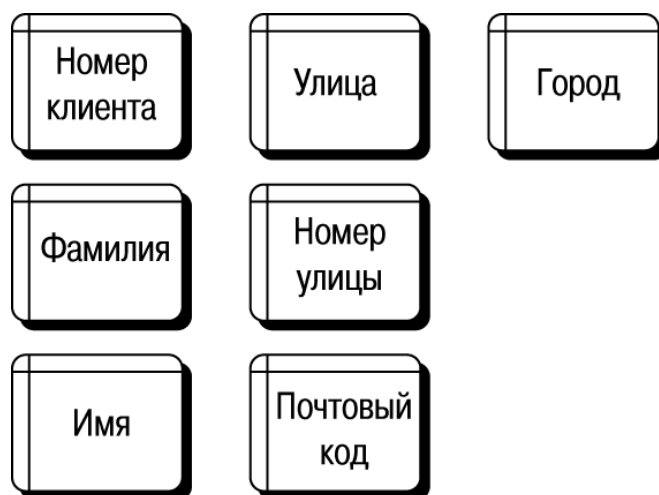 Номер
клиента
Улица
Город
Фамилия
Номер
улицы
Имя
Почтовый
код